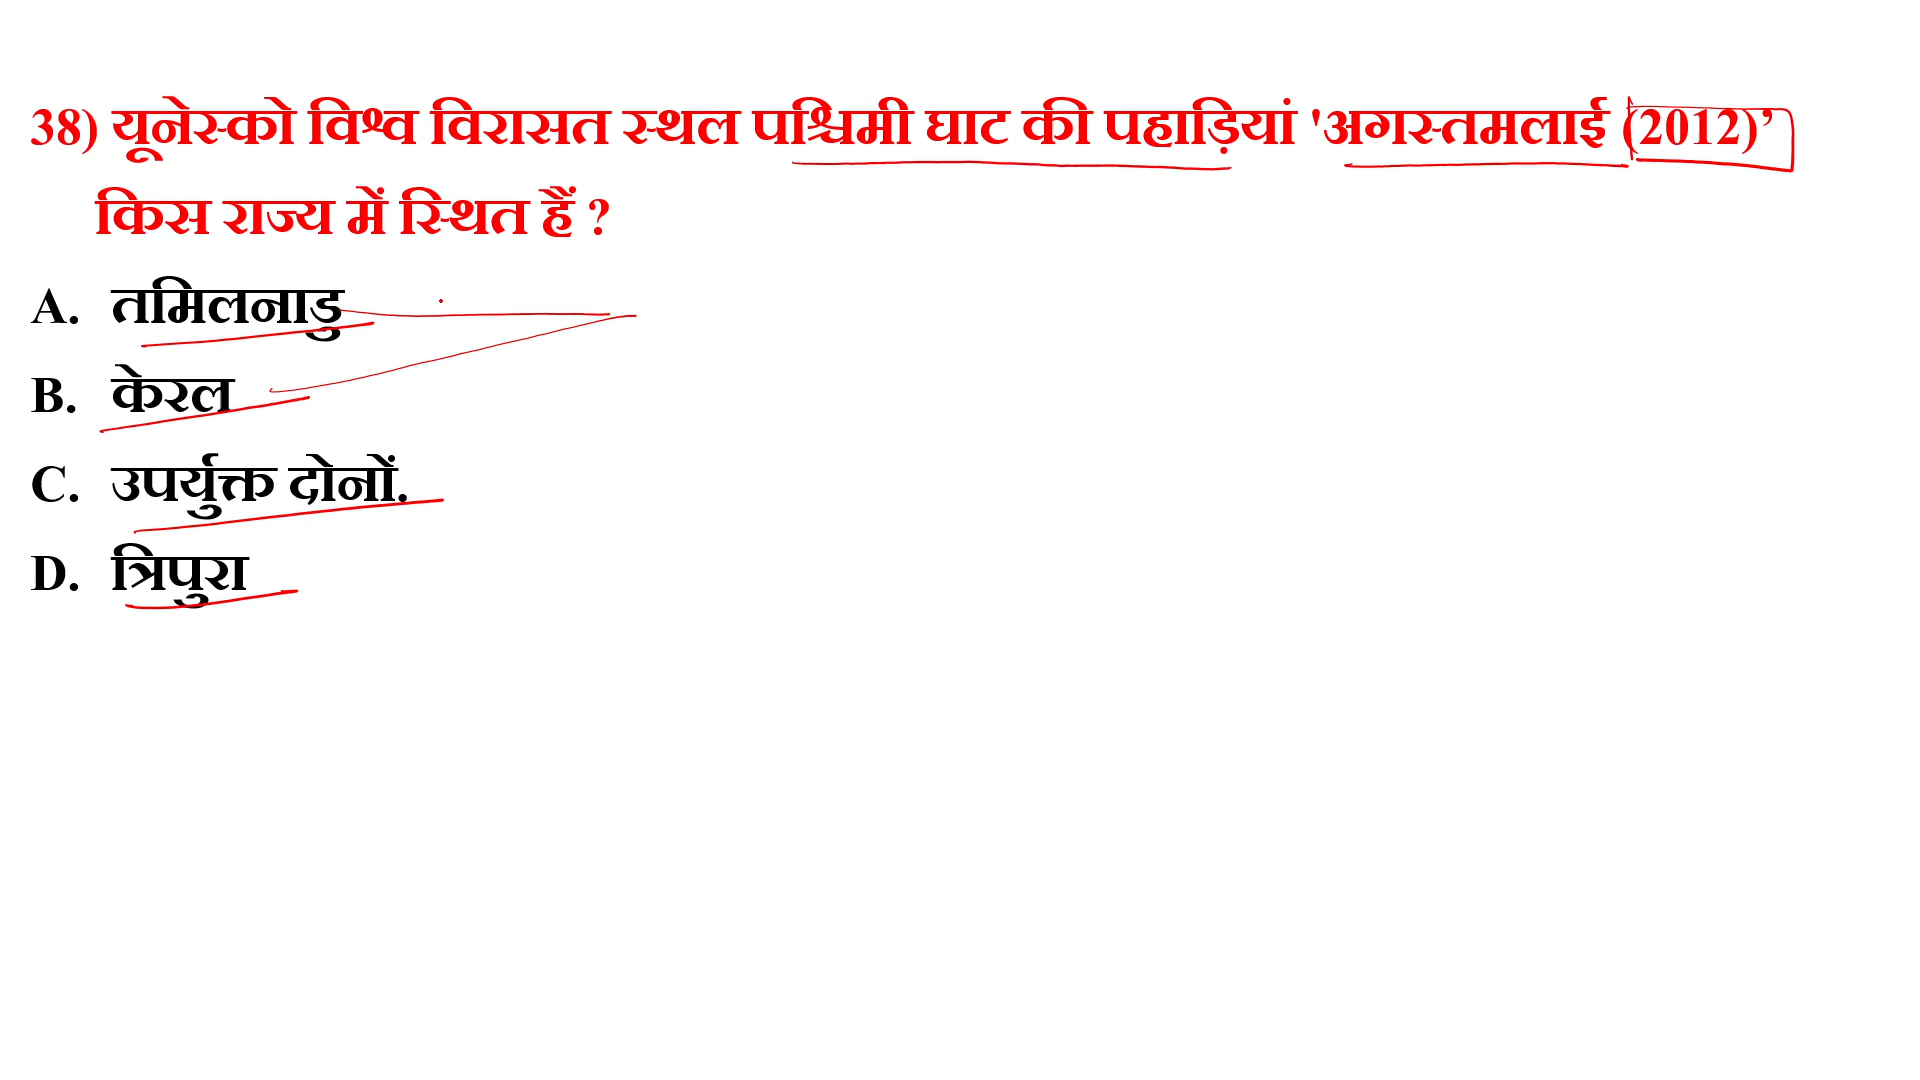 38) यूनेस्को विश्व विरासत स्थल पश्चिमी घाट की पहाड़ियां 'अगस्तमलाई (2012)’
किस राज्य में स्थित हैं ?
A. तमिलनाडु
B. केरल
C. उपर्युक्त दोनों.
D. त्रिपुरा